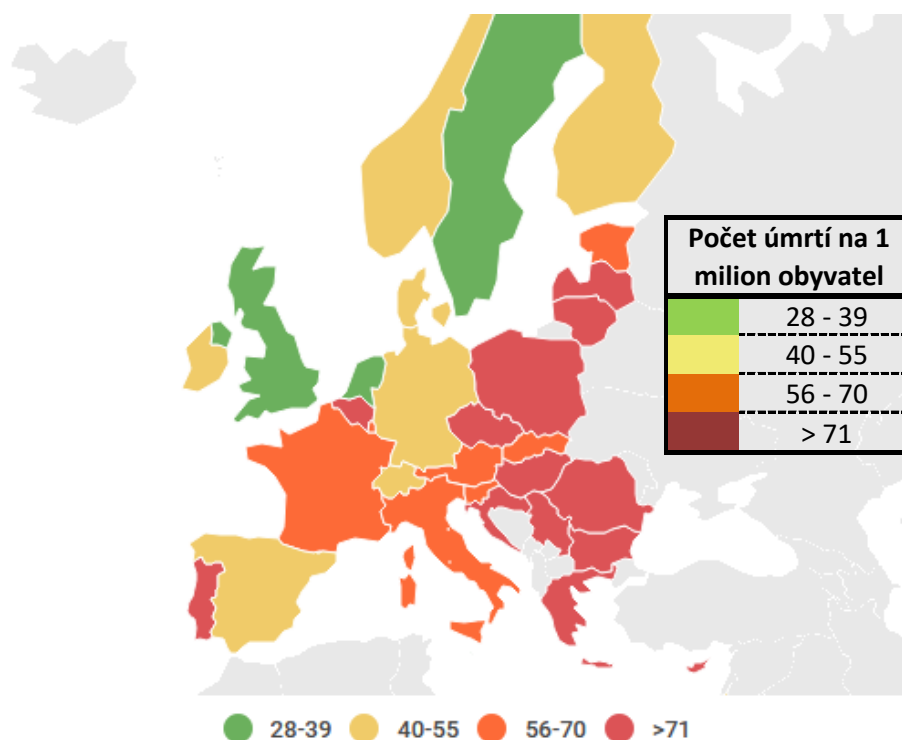 Počet úmrtí na 1
milion obyvatel
28 - 39
40 - 55
56 - 70
> 71
28-39 40-55 56-70 >71